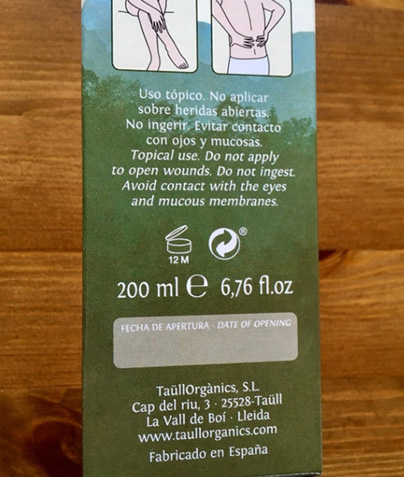 Uso tópico. No aplicar
sobre heridas abiertas.
No ingerir. Evitar contacto
con ojos y mucosas.
Topical use. Do not apply
to open wounds. Do not ingest.
Avoid contact with the eyes
and mucous membranes.
12 M
®
200 ml ℮ 6,76 fl.oz
FECHA DE APERTURA · DATE OF OPENING
TaüllOrgànics, S.L.
Cap del riu, 3 · 25528-Taüll
La Vall de Boí · Lleida
www.taullorganics.com
Fabricado en España